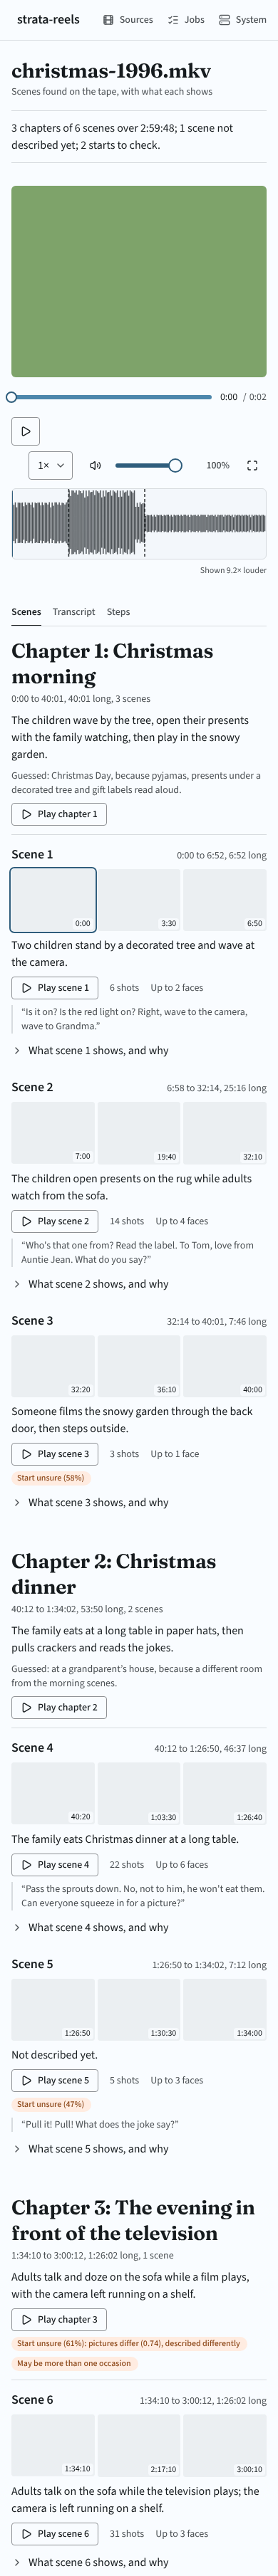 strata-reels
Sources
Jobs
System
christmas-1996.mkv
Scenes found on the tape, with what each shows
3 chapters of 6 scenes over 2:59:48; 1 scene not
described yet; 2 starts to check.
0:00 / 0:02
1×
100%
Shown 9.2× louder
Scenes
Transcript
Steps
Chapter 1: Christmas
morning
0:00 to 40:01, 40:01 long, 3 scenes
The children wave by the tree, open their presents
with the family watching, then play in the snowy
garden.
Guessed: Christmas Day, because pyjamas, presents under a
decorated tree and gift labels read aloud.
Play chapter 1
Scene 1
0:00 to 6:52, 6:52 long
0:00
3:30
6:50
Two children stand by a decorated tree and wave at
the camera.
Play scene 1
6 shots
Up to 2 faces
“Is it on? Is the red light on? Right, wave to the camera,
wave to Grandma.”
What scene 1 shows, and why
Scene 2
6:58 to 32:14, 25:16 long
7:00
19:40
32:10
The children open presents on the rug while adults
watch from the sofa.
Play scene 2
14 shots
Up to 4 faces
“Who's that one from? Read the label. To Tom, love from
Auntie Jean. What do you say?”
What scene 2 shows, and why
Scene 3
32:14 to 40:01, 7:46 long
32:20
36:10
40:00
Someone films the snowy garden through the back
door, then steps outside.
Play scene 3
3 shots
Up to 1 face
Start unsure (58%)
What scene 3 shows, and why
Chapter 2: Christmas
dinner
40:12 to 1:34:02, 53:50 long, 2 scenes
The family eats at a long table in paper hats, then
pulls crackers and reads the jokes.
Guessed: at a grandparent's house, because a different room
from the morning scenes.
Play chapter 2
Scene 4
40:12 to 1:26:50, 46:37 long
40:20
1:03:30
1:26:40
The family eats Christmas dinner at a long table.
Play scene 4
22 shots
Up to 6 faces
“Pass the sprouts down. No, not to him, he won't eat them.
Can everyone squeeze in for a picture?”
What scene 4 shows, and why
Scene 5
1:26:50 to 1:34:02, 7:12 long
1:26:50
1:30:30
1:34:00
Not described yet.
Play scene 5
5 shots
Up to 3 faces
Start unsure (47%)
“Pull it! Pull! What does the joke say?”
What scene 5 shows, and why
Chapter 3: The evening in
front of the television
1:34:10 to 3:00:12, 1:26:02 long, 1 scene
Adults talk and doze on the sofa while a film plays,
with the camera left running on a shelf.
Play chapter 3
Start unsure (61%): pictures differ (0.74), described differently
May be more than one occasion
Scene 6
1:34:10 to 3:00:12, 1:26:02 long
1:34:10
2:17:10
3:00:10
Adults talk on the sofa while the television plays; the
camera is left running on a shelf.
Play scene 6
31 shots
Up to 3 faces
What scene 6 shows, and why